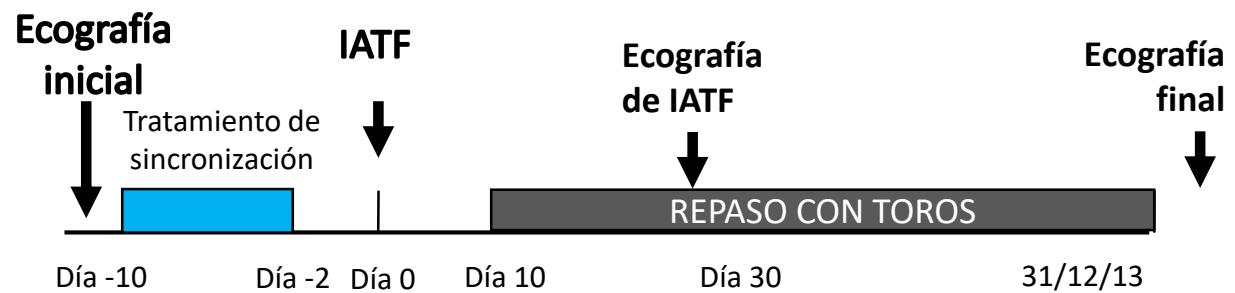 Ecografía
inicial
IATF
Ecografía
de IATF
Ecografía
final
Tratamiento de
sincronización
REPASO CON TOROS
Día -10
Día -2
Día 0
Día 10
Día 30
31/12/13